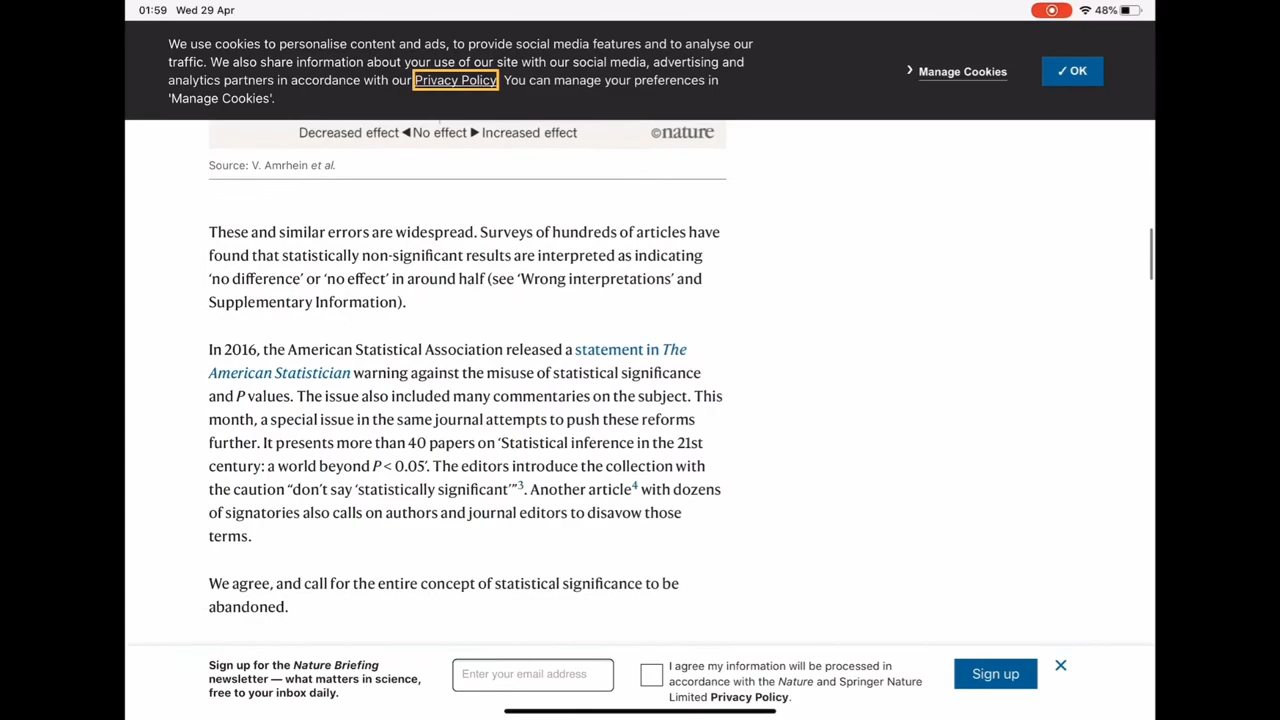 01:59 Wed 29 Apr
48%
We use cookies to personalise content and ads, to provide social media features and to analyse our
traffic. We also share information about your use of our site with our social media, advertising and
analytics partners in accordance with our Privacy Policy. You can manage your preferences in
'Manage Cookies'.
Manage Cookies
✓ OK
Decreased effect ◀ No effect ▶ Increased effect
©nature
Source: V. Amrhein et al.
These and similar errors are widespread. Surveys of hundreds of articles have
found that statistically non-significant results are interpreted as indicating
‘no difference’ or ‘no effect’ in around half (see ‘Wrong interpretations’ and
Supplementary Information).
In 2016, the American Statistical Association released a statement in The
American Statistician warning against the misuse of statistical significance
and P values. The issue also included many commentaries on the subject. This
month, a special issue in the same journal attempts to push these reforms
further. It presents more than 40 papers on ‘Statistical inference in the 21st
century: a world beyond P < 0.05’. The editors introduce the collection with
the caution “don’t say ‘statistically significant’”3. Another article4 with dozens
of signatories also calls on authors and journal editors to disavow those
terms.
We agree, and call for the entire concept of statistical significance to be
abandoned.
Sign up for the Nature Briefing
newsletter — what matters in science,
free to your inbox daily.
Enter your email address
I agree my information will be processed in
accordance with the Nature and Springer Nature
Limited Privacy Policy.
Sign up